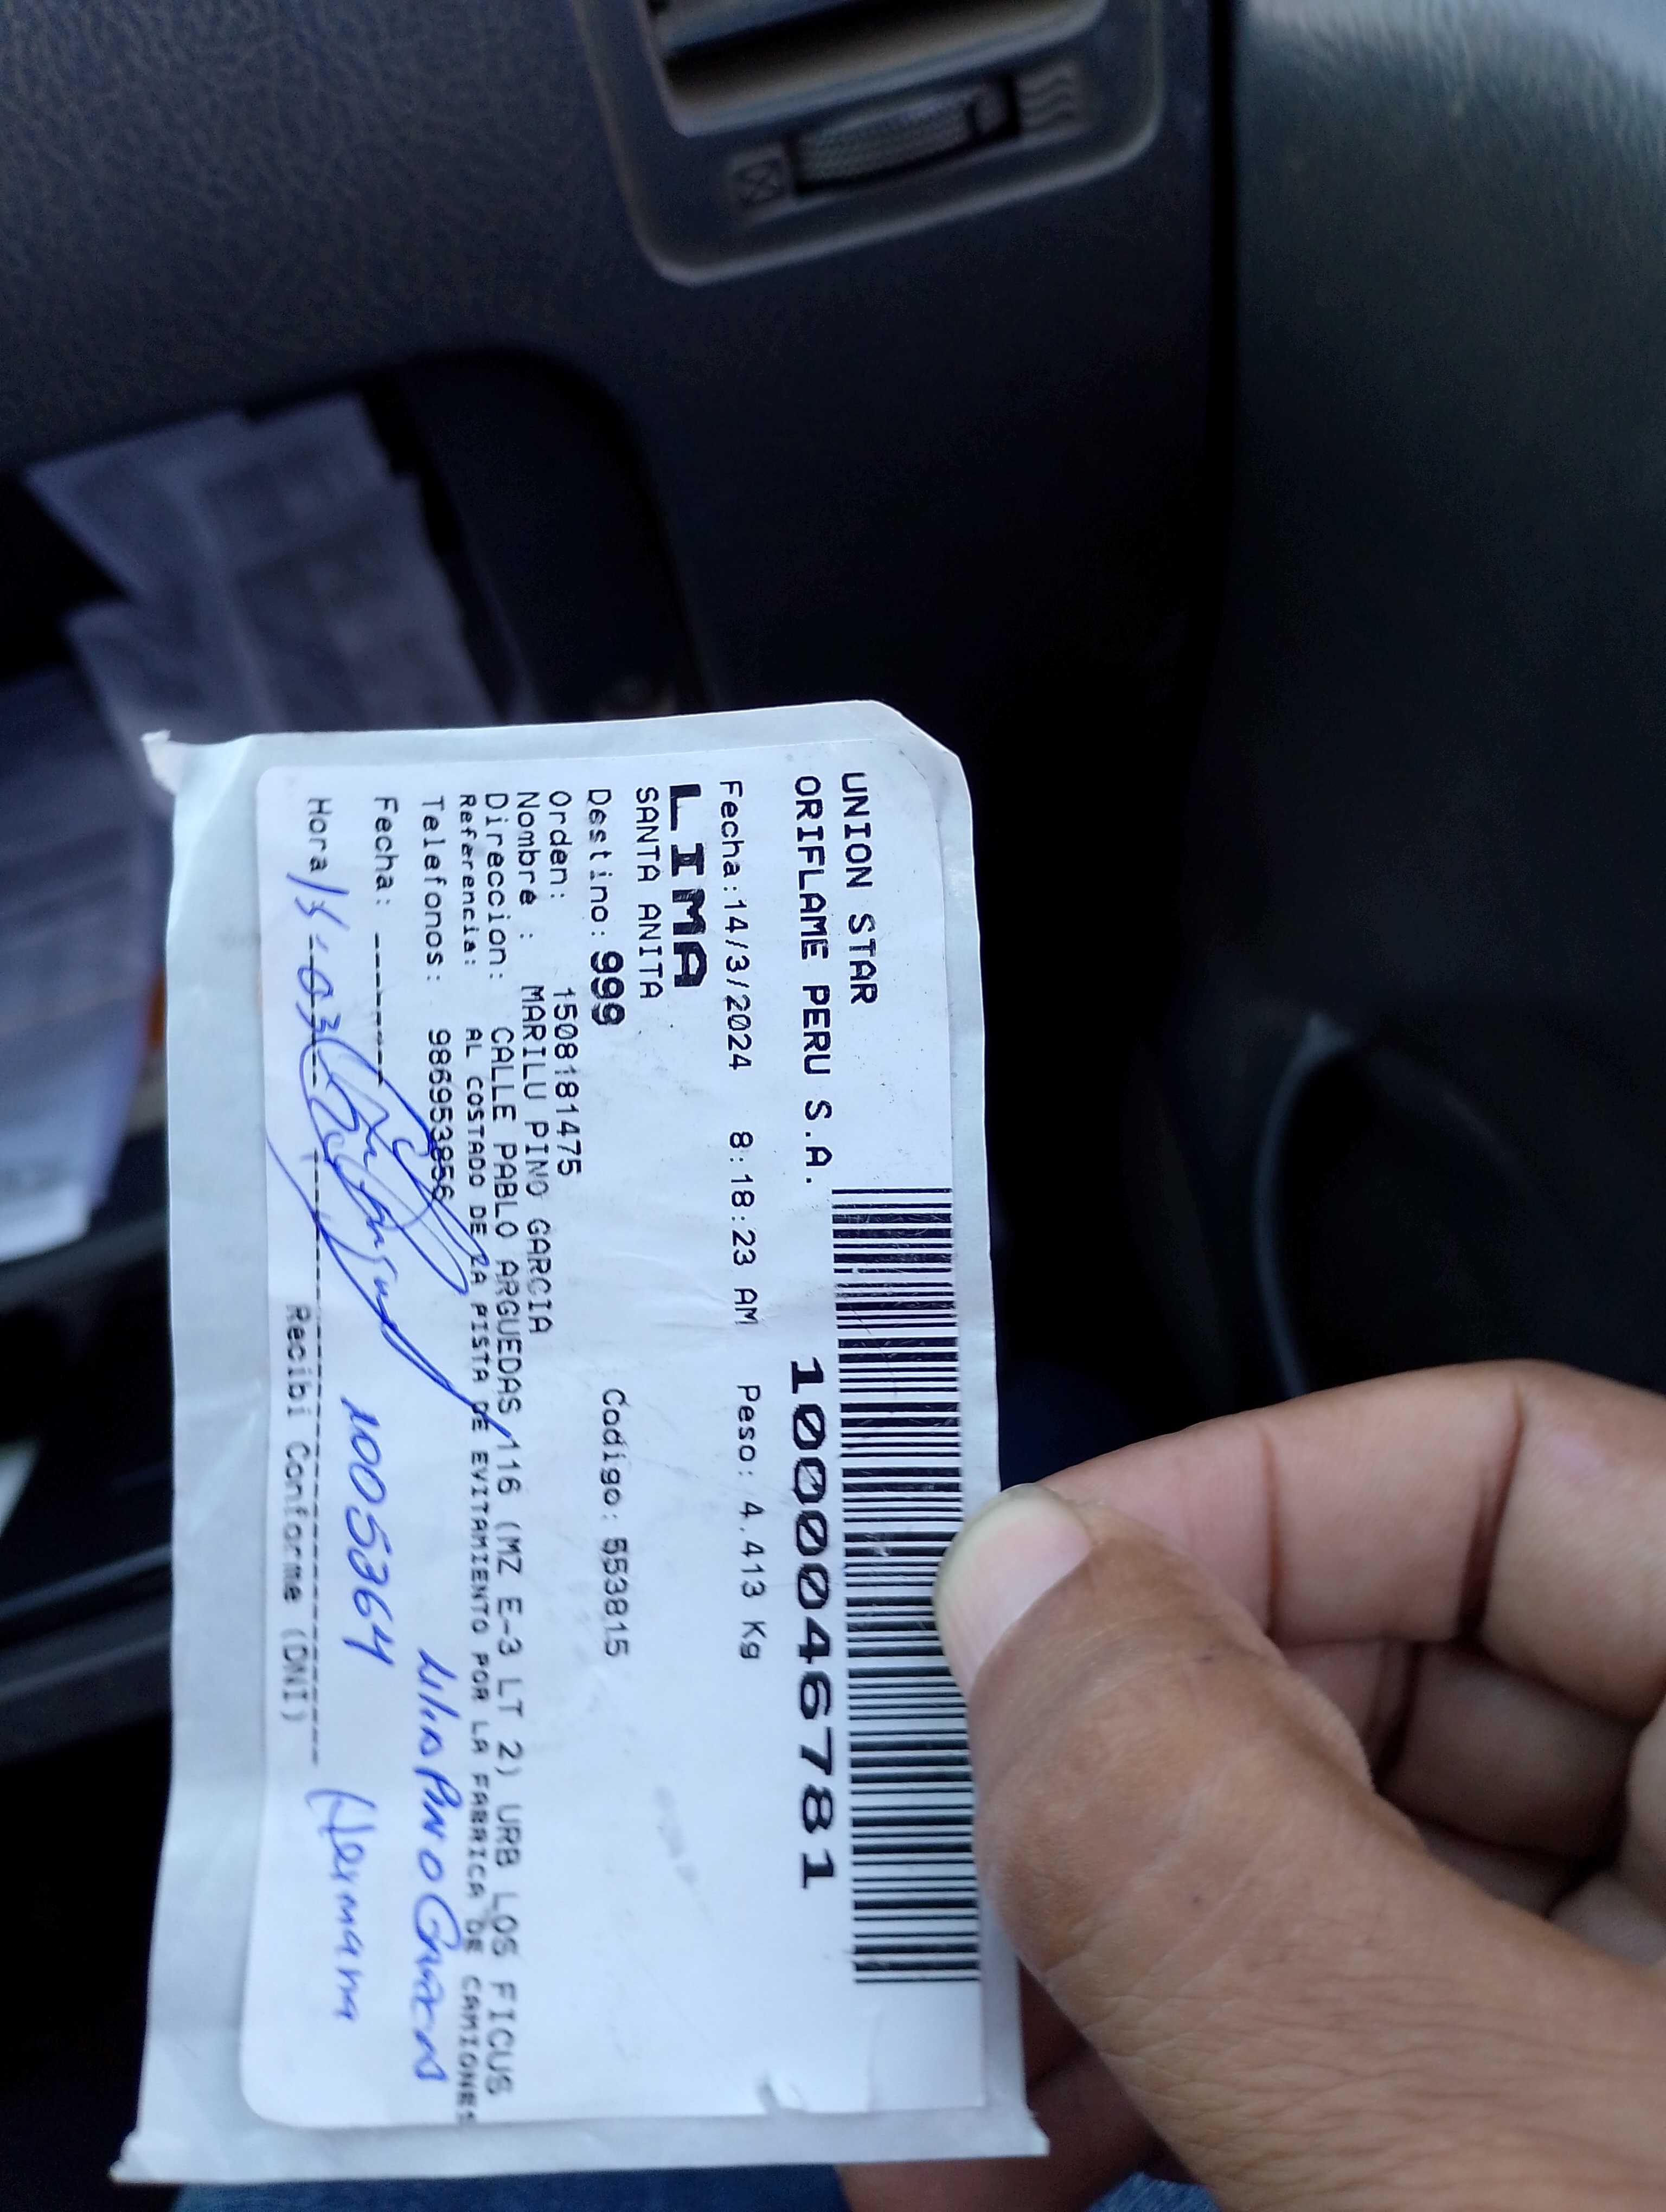 UNION STAR
ORIFLAME PERU S.A. 1000046781
Fecha:14/3/2024 8:18:23 AM Peso: 4.413 Kg
LIMA
SANTA ANITA
Destino: 999 Codigo: 553815
Orden: 1508181475
Nombre : MARILU PINO GARCIA
Direccion: CALLE PABLO ARGUEDAS 116 (MZ E-3 LT 2) URB LOS FICUS
Referencia: AL COSTADO DE LA PISTA DE EVITAMIENTO POR LA FABRICA DE CAMIONES
Telefonos: 986953856
Pino
Fecha: 10053264
Hora Hermana
Recibi Conforme (DNI)